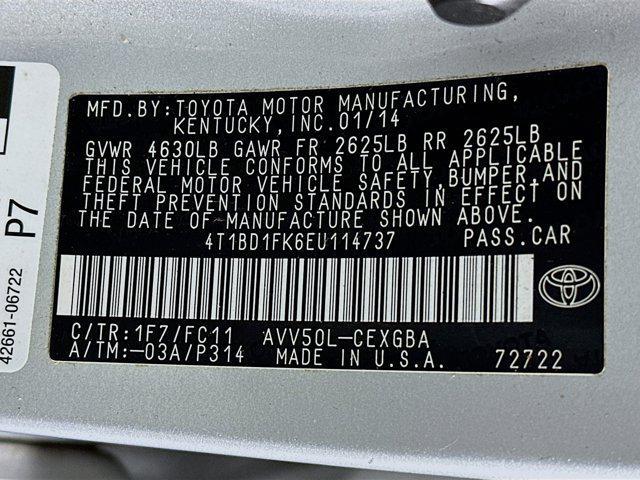 MFD.BY:TOYOTA MOTOR MANUFACTURING,
KENTUCKY,INC.01/14
GVWR 4630LB GAWR FR 2625LB RR 2625LB
THIS VEHICLE CONFORMS TO ALL APPLICABLE
FEDERAL MOTOR VEHICLE SAFETY,BUMPER,AND
THEFT PREVENTION STANDARDS IN EFFECT ON
THE DATE OF MANUFACTURE SHOWN ABOVE.
4T1BD1FK6EU114737 PASS.CAR
C/TR:1F7/FC11 AVV50L-CEXGBA
A/TM:-03A/P314 MADE IN U.S.A. 72722
P7
42661-06722